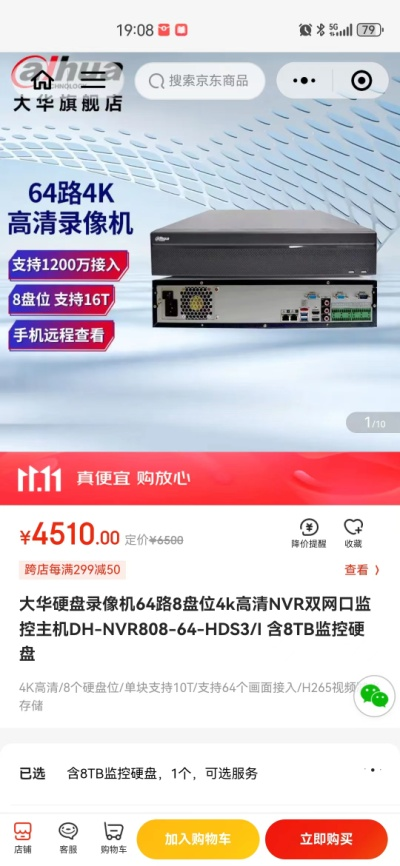 19:08
5G
79
alhua
TECHNOLOGY
大华旗舰店
搜索京东商品
64路4K
高清录像机
支持1200万接入
8盘位 支持16T
手机远程查看
alhua
1/10
11.11 真便宜 购放心
¥4510.00 定价¥6500
降价提醒
收藏
跨店每满299减50
查看
大华硬盘录像机64路8盘位4k高清NVR双网口监
控主机DH-NVR808-64-HDS3/I 含8TB监控硬
盘
4K高清/8个硬盘位/单块支持10T/支持64个画面接入/H265视频
存储
已选 含8TB监控硬盘，1个，可选服务
店铺
客服
购物车
加入购物车
立即购买